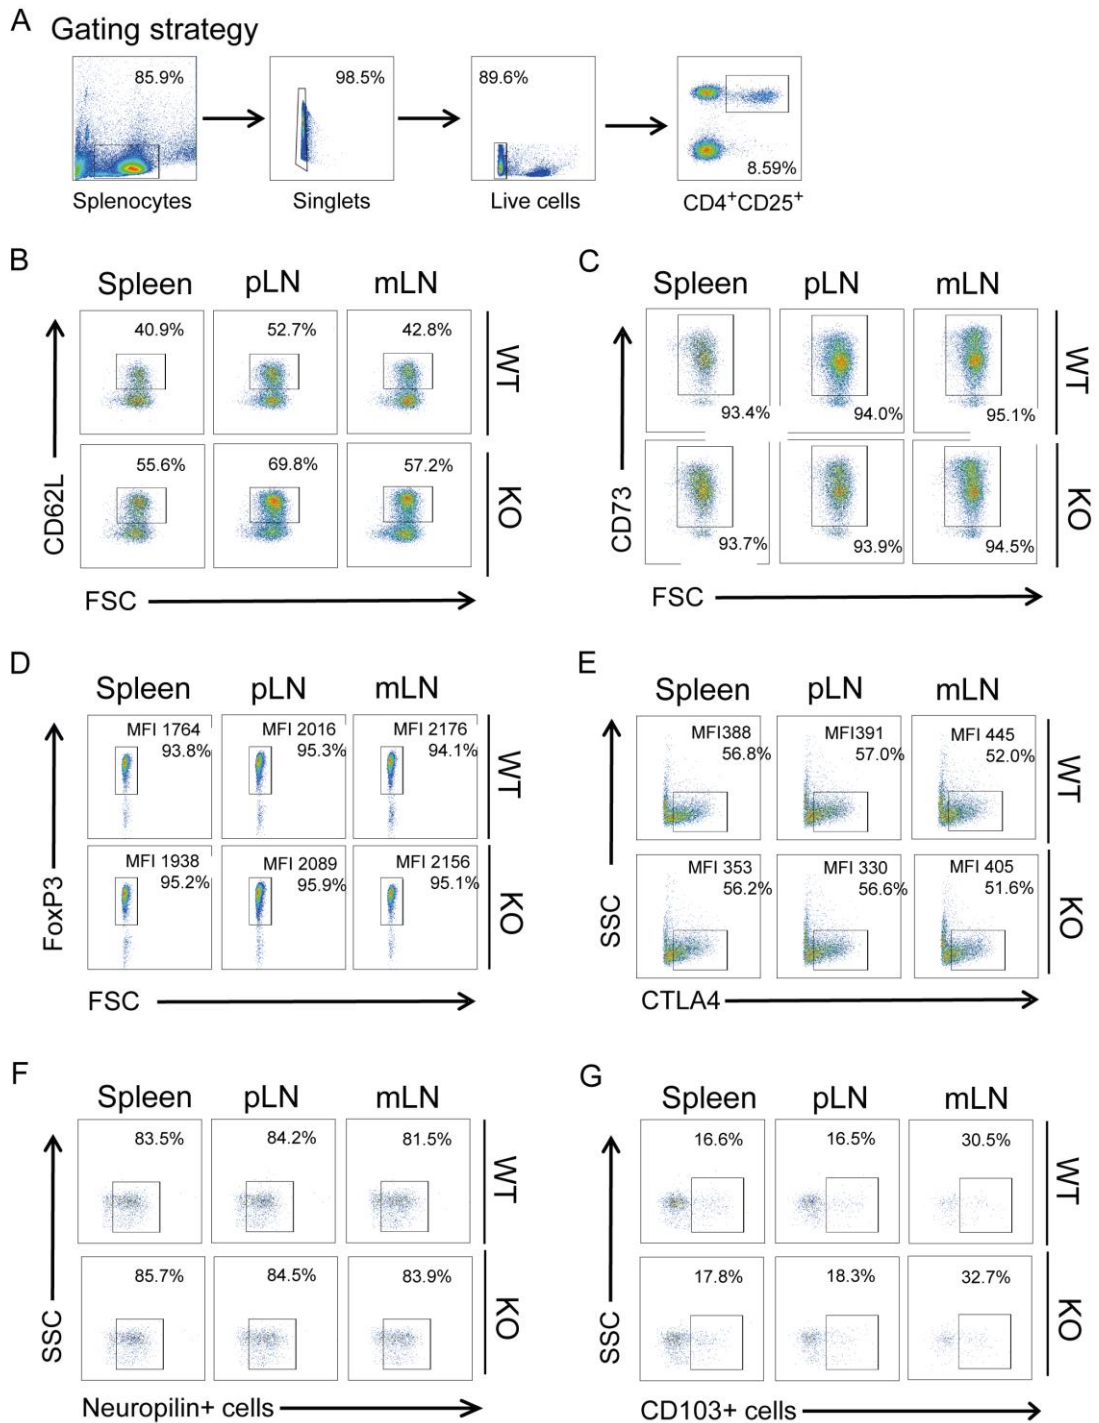 A Gating strategy
85.9%
98.5%
89.6%
8.59%
Splenocytes
Singlets
Live cells
CD4+CD25+
B
Spleen pLN mLN
40.9% 52.7% 42.8%
WT
55.6% 69.8% 57.2%
KO
CD62L
FSC
C
Spleen pLN mLN
93.4% 94.0% 95.1%
WT
93.7% 93.9% 94.5%
KO
CD73
FSC
D
Spleen pLN mLN
MFI 1764 MFI 2016 MFI 2176
93.8% 95.3% 94.1%
WT
MFI 1938 MFI 2089 MFI 2156
95.2% 95.9% 95.1%
KO
FoxP3
FSC
E
Spleen pLN mLN
MFI388 MFI391 MFI 445
56.8% 57.0% 52.0%
WT
MFI 353 MFI 330 MFI 405
56.2% 56.6% 51.6%
KO
SSC
CTLA4
F
Spleen pLN mLN
83.5% 84.2% 81.5%
SSC
WT
85.7% 84.5% 83.9%
SSC
KO
Neuropilin+ cells
G
Spleen pLN mLN
16.6% 16.5% 30.5%
SSC
WT
17.8% 18.3% 32.7%
SSC
KO
CD103+ cells